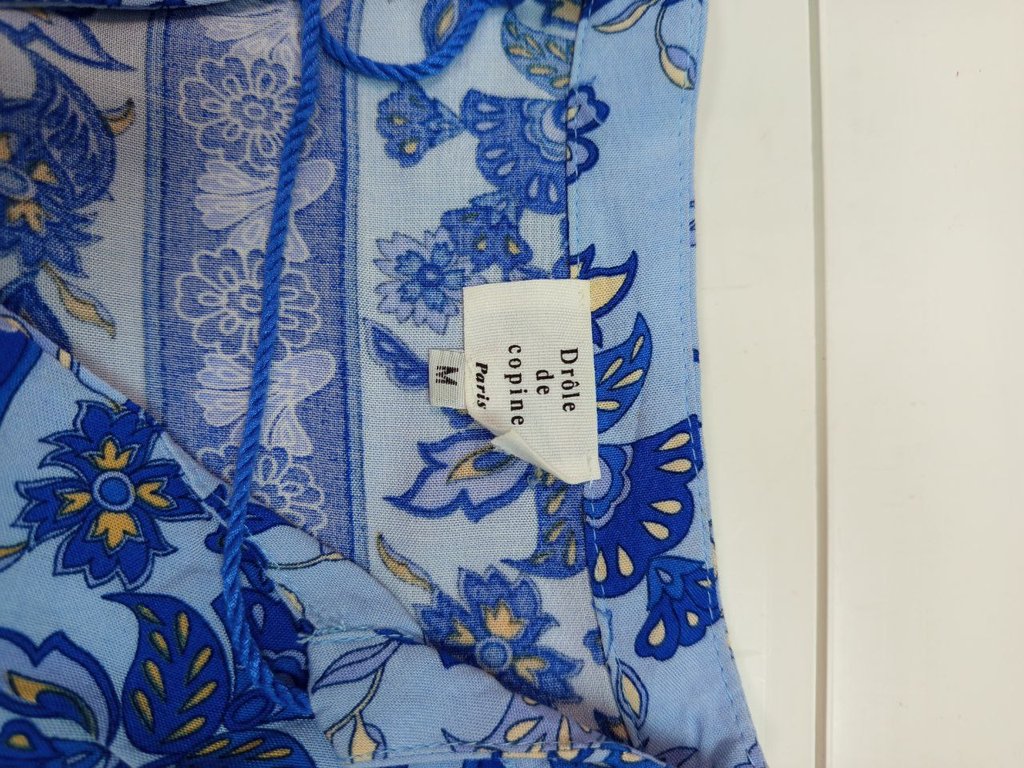 Drôle
de
copine
Paris
M